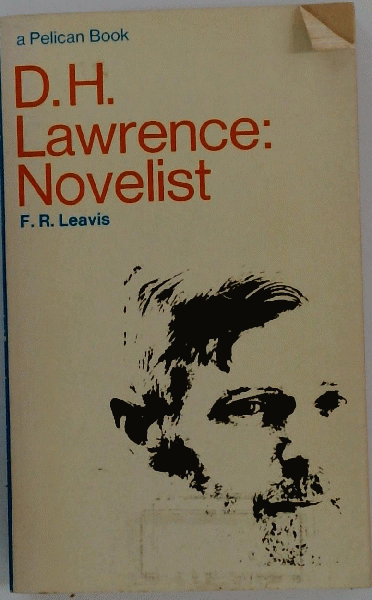 a Pelican Book
D.H.
Lawrence:
Novelist
F. R. Leavis